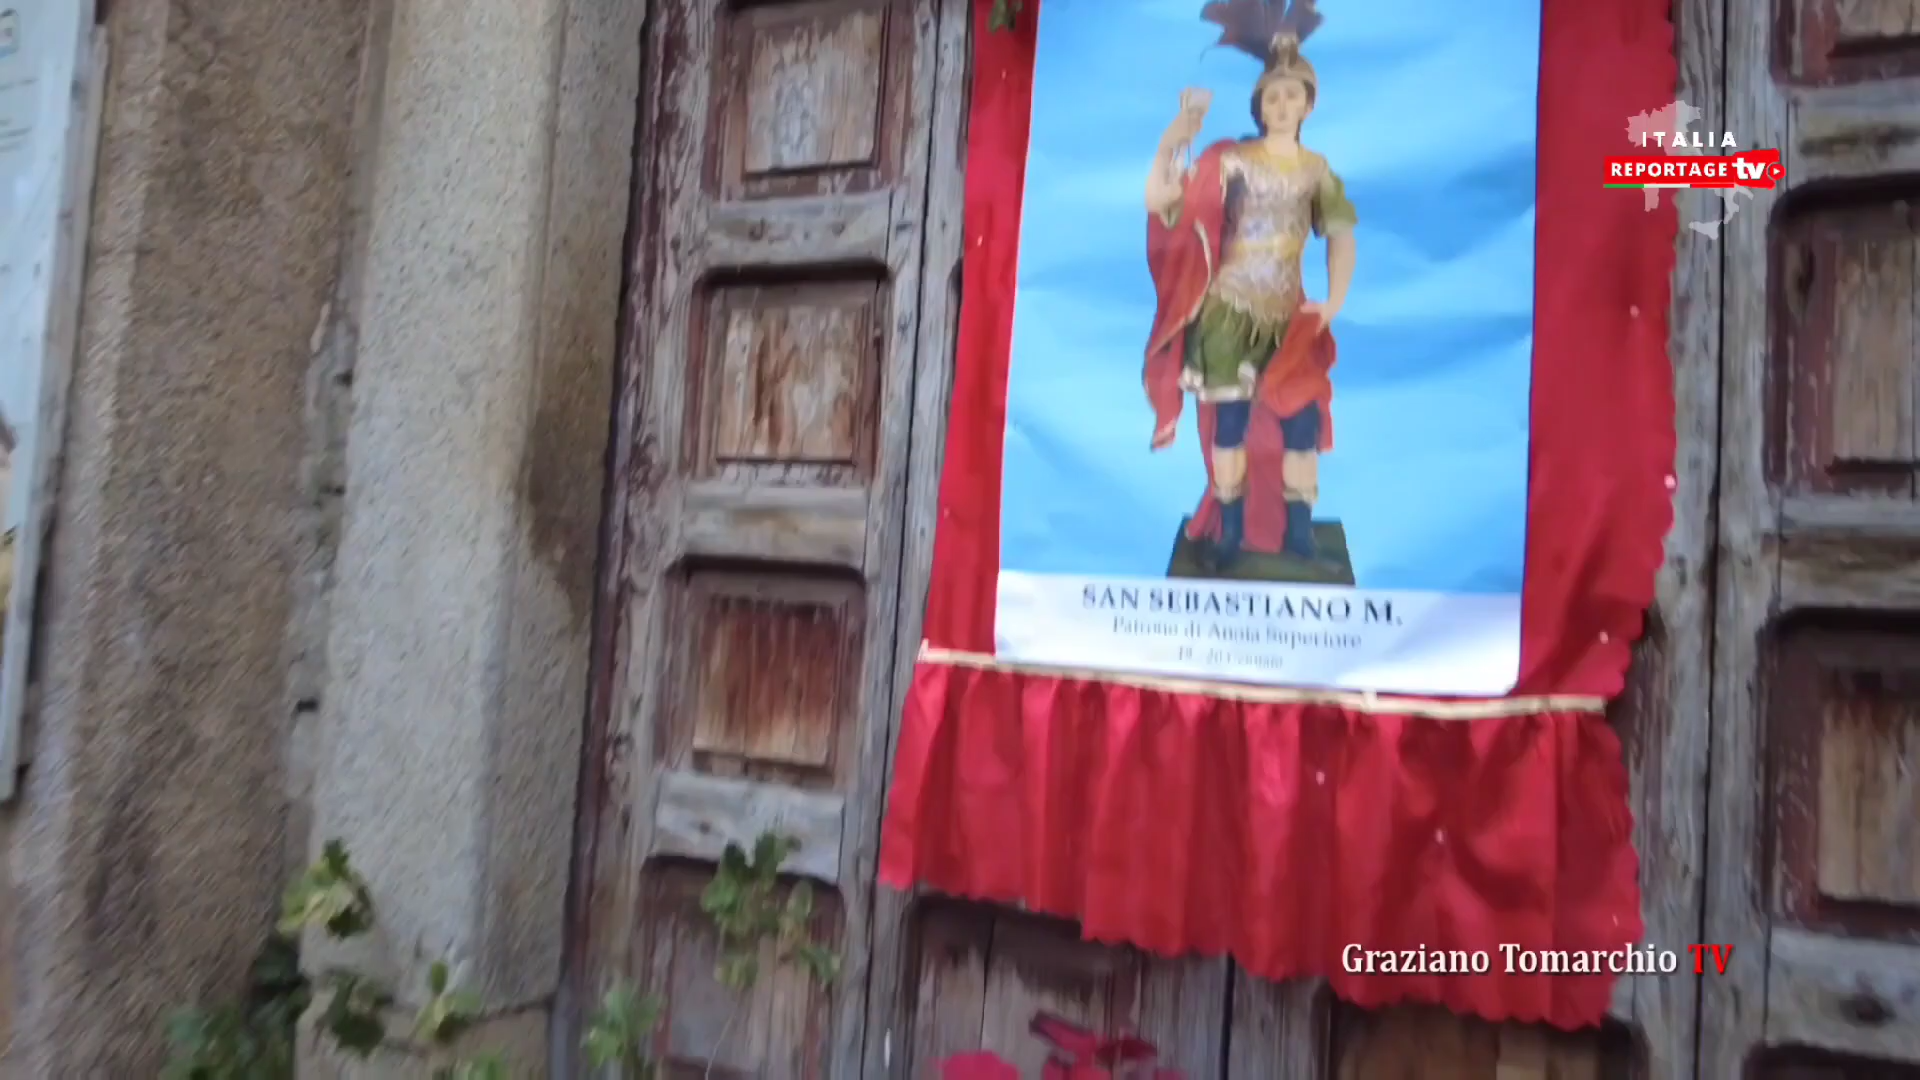 ITALIA
REPORTAGE tv
SAN SEBASTIANO M.
Patrono di Anoia Superiore
Graziano Tomarchio TV